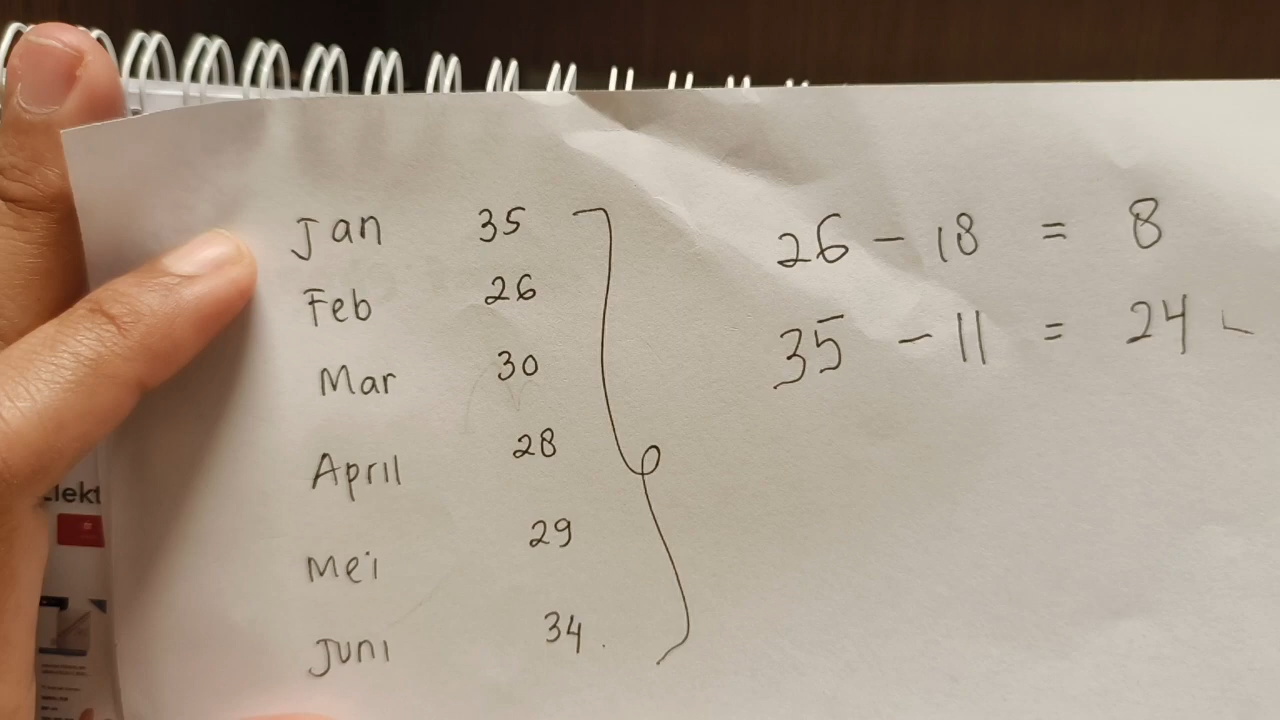 Jan 35
Feb 26
Mar 30
April 28
Mei 29
Juni 34.
26 - 18 = 8
35 - 11 = 24